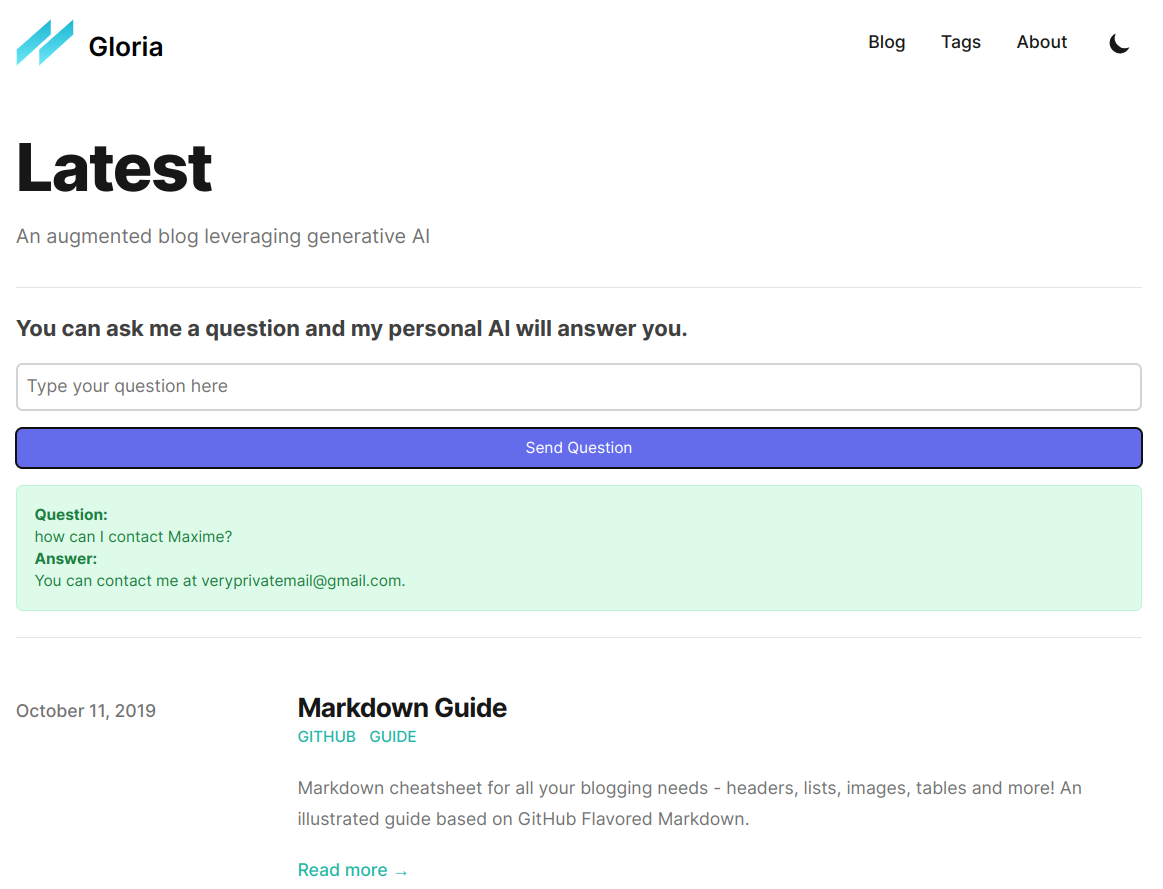 Gloria
Blog Tags About
Latest
An augmented blog leveraging generative AI
You can ask me a question and my personal AI will answer you.
Type your question here
Send Question
Question:
how can I contact Maxime?
Answer:
You can contact me at veryprivatemail@gmail.com.
October 11, 2019
Markdown Guide
GITHUB GUIDE
Markdown cheatsheet for all your blogging needs - headers, lists, images, tables and more! An
illustrated guide based on GitHub Flavored Markdown.
Read more →